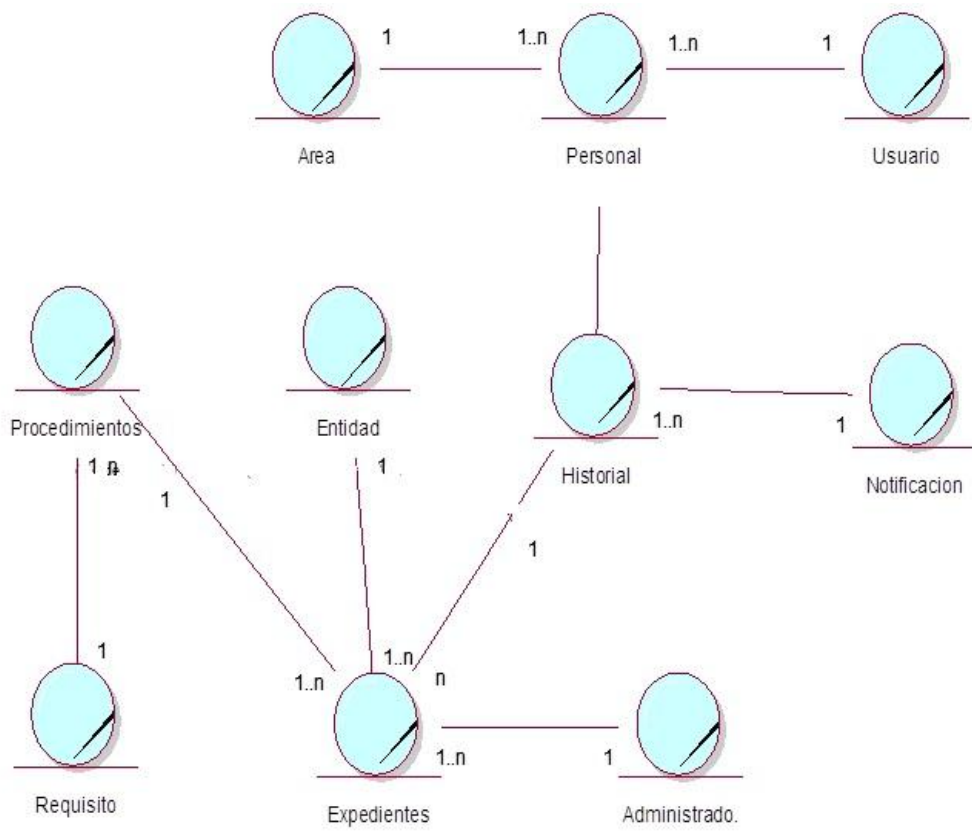 1
1..n
1..n
1
Area
Personal
Usuario
Procedimientos
Entidad
Historial
1..n
1
Notificacion
1
1
1
1
1
1..n
1..n
n
1..n
1
Requisito
Expedientes
Administrado.